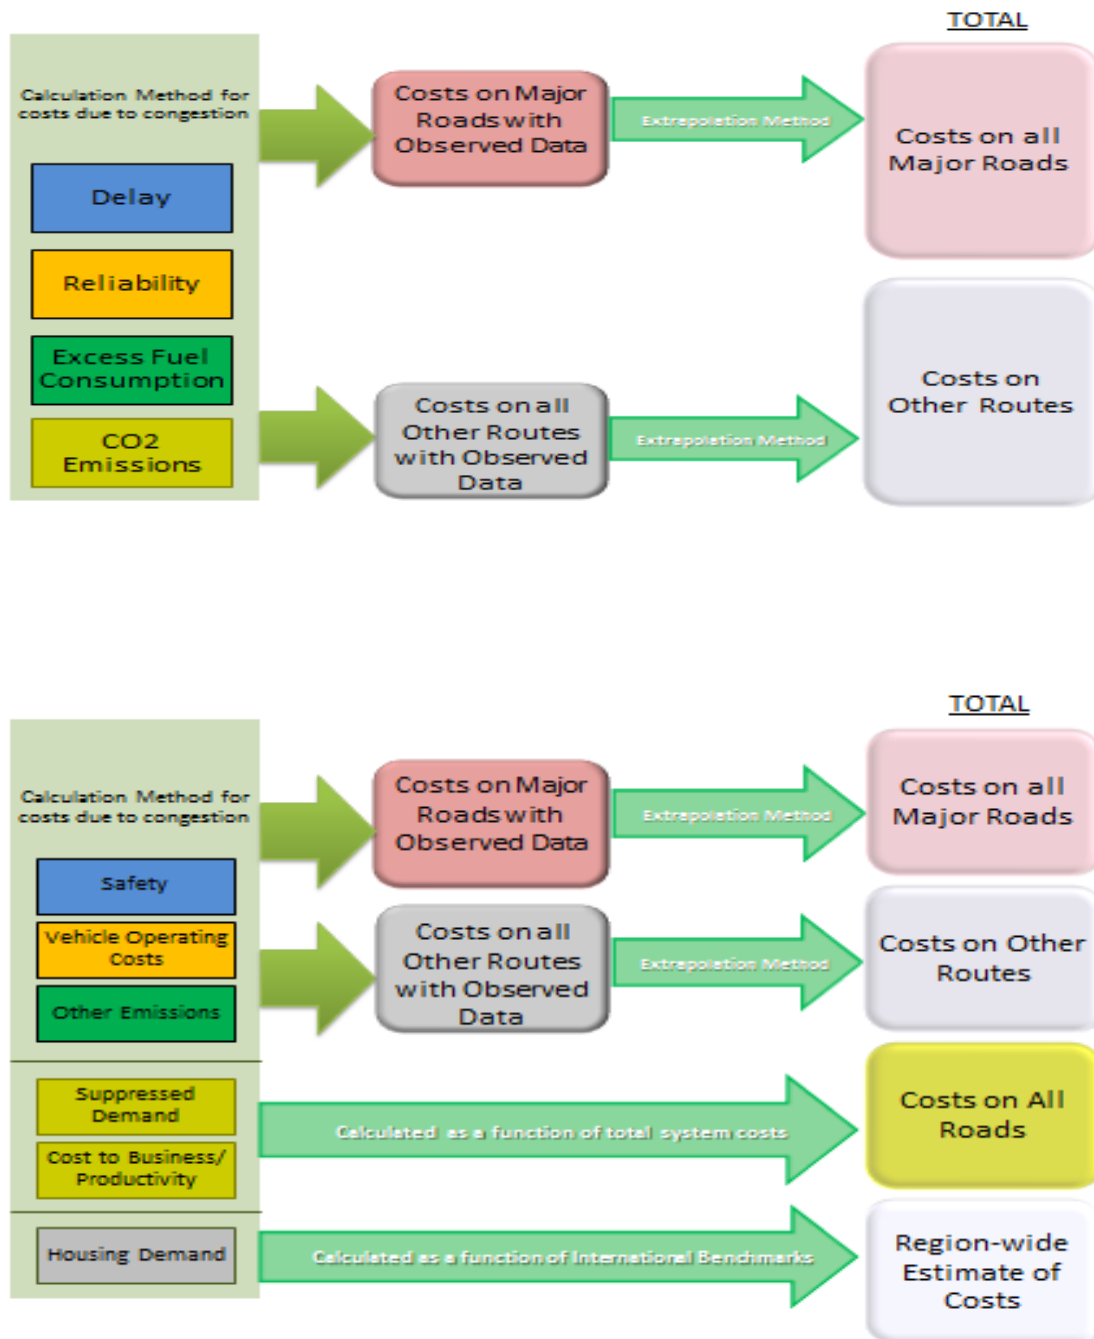 TOTAL
Calculation Method for
costs due to congestion
Delay
Reliability
Excess Fuel
Consumption
CO2
Emissions
Costs on Major
Roads with
Observed Data
Extrapolation Method
Costs on all
Major Roads
Costs on all
Other Routes
with Observed
Data
Extrapolation Method
Costs on
Other Routes
TOTAL
Calculation Method for
costs due to congestion
Safety
Vehicle Operating
Costs
Other Emissions
Costs on Major
Roads with
Observed Data
Extrapolation Method
Costs on all
Major Roads
Costs on all
Other Routes
with Observed
Data
Extrapolation Method
Costs on Other
Routes
Suppressed
Demand
Cost to Business/
Productivity
Calculated as a function of total system costs
Costs on All
Roads
Housing Demand
Calculated as a function of International Benchmarks
Region-wide
Estimate of
Costs